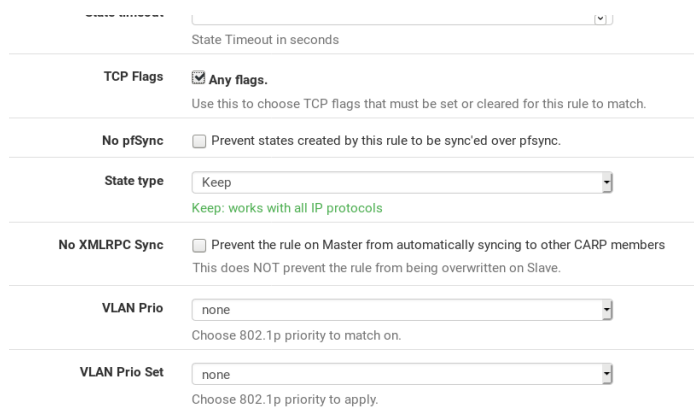 State timeout
State Timeout in seconds
TCP Flags
Any flags.
Use this to choose TCP flags that must be set or cleared for this rule to match.
No pfSync
Prevent states created by this rule to be sync'ed over pfsync.
State type
Keep
Keep: works with all IP protocols
No XMLRPC Sync
Prevent the rule on Master from automatically syncing to other CARP members
This does NOT prevent the rule from being overwritten on Slave.
VLAN Prio
none
Choose 802.1p priority to match on.
VLAN Prio Set
none
Choose 802.1p priority to apply.